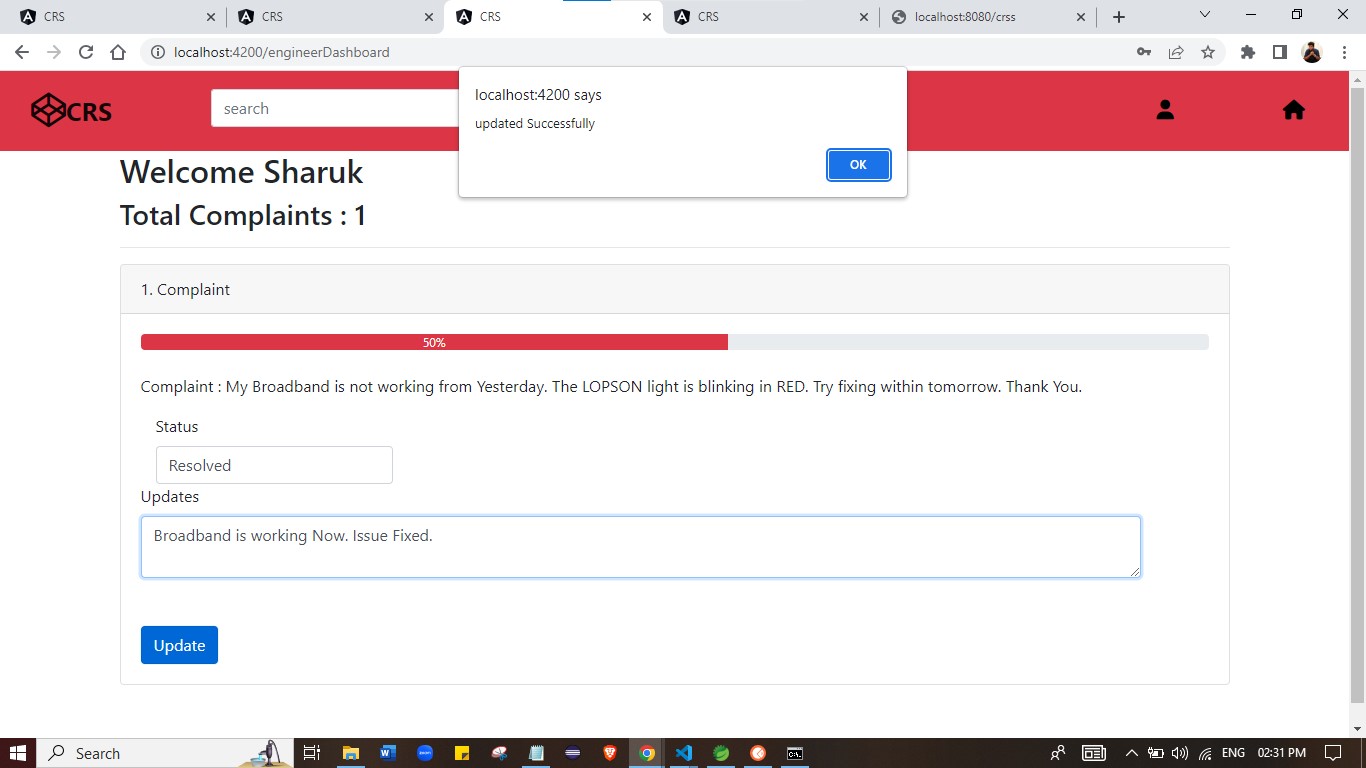 CRS
CRS
CRS
CRS
localhost:8080/crss
localhost:4200/engineerDashboard
localhost:4200 says
updated Successfully
OK
CRS
search
Welcome Sharuk
Total Complaints : 1
1. Complaint
50%
Complaint : My Broadband is not working from Yesterday. The LOPSON light is blinking in RED. Try fixing within tomorrow. Thank You.
Status
Resolved
Updates
Broadband is working Now. Issue Fixed.
Update
Search
ENG
02:31 PM